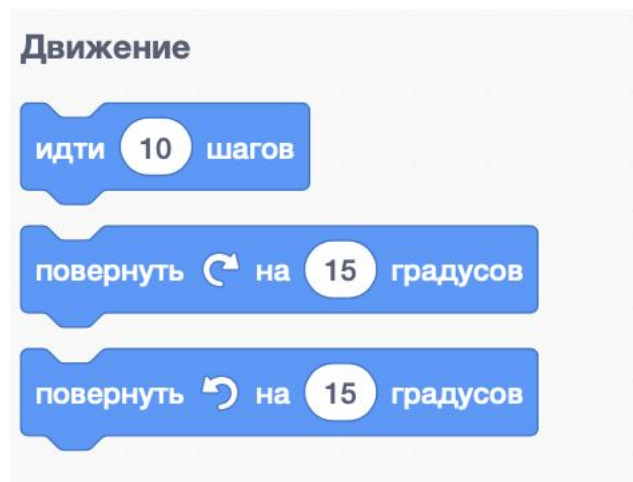 Движение
идти 10 шагов
повернуть на 15 градусов
повернуть на 15 градусов